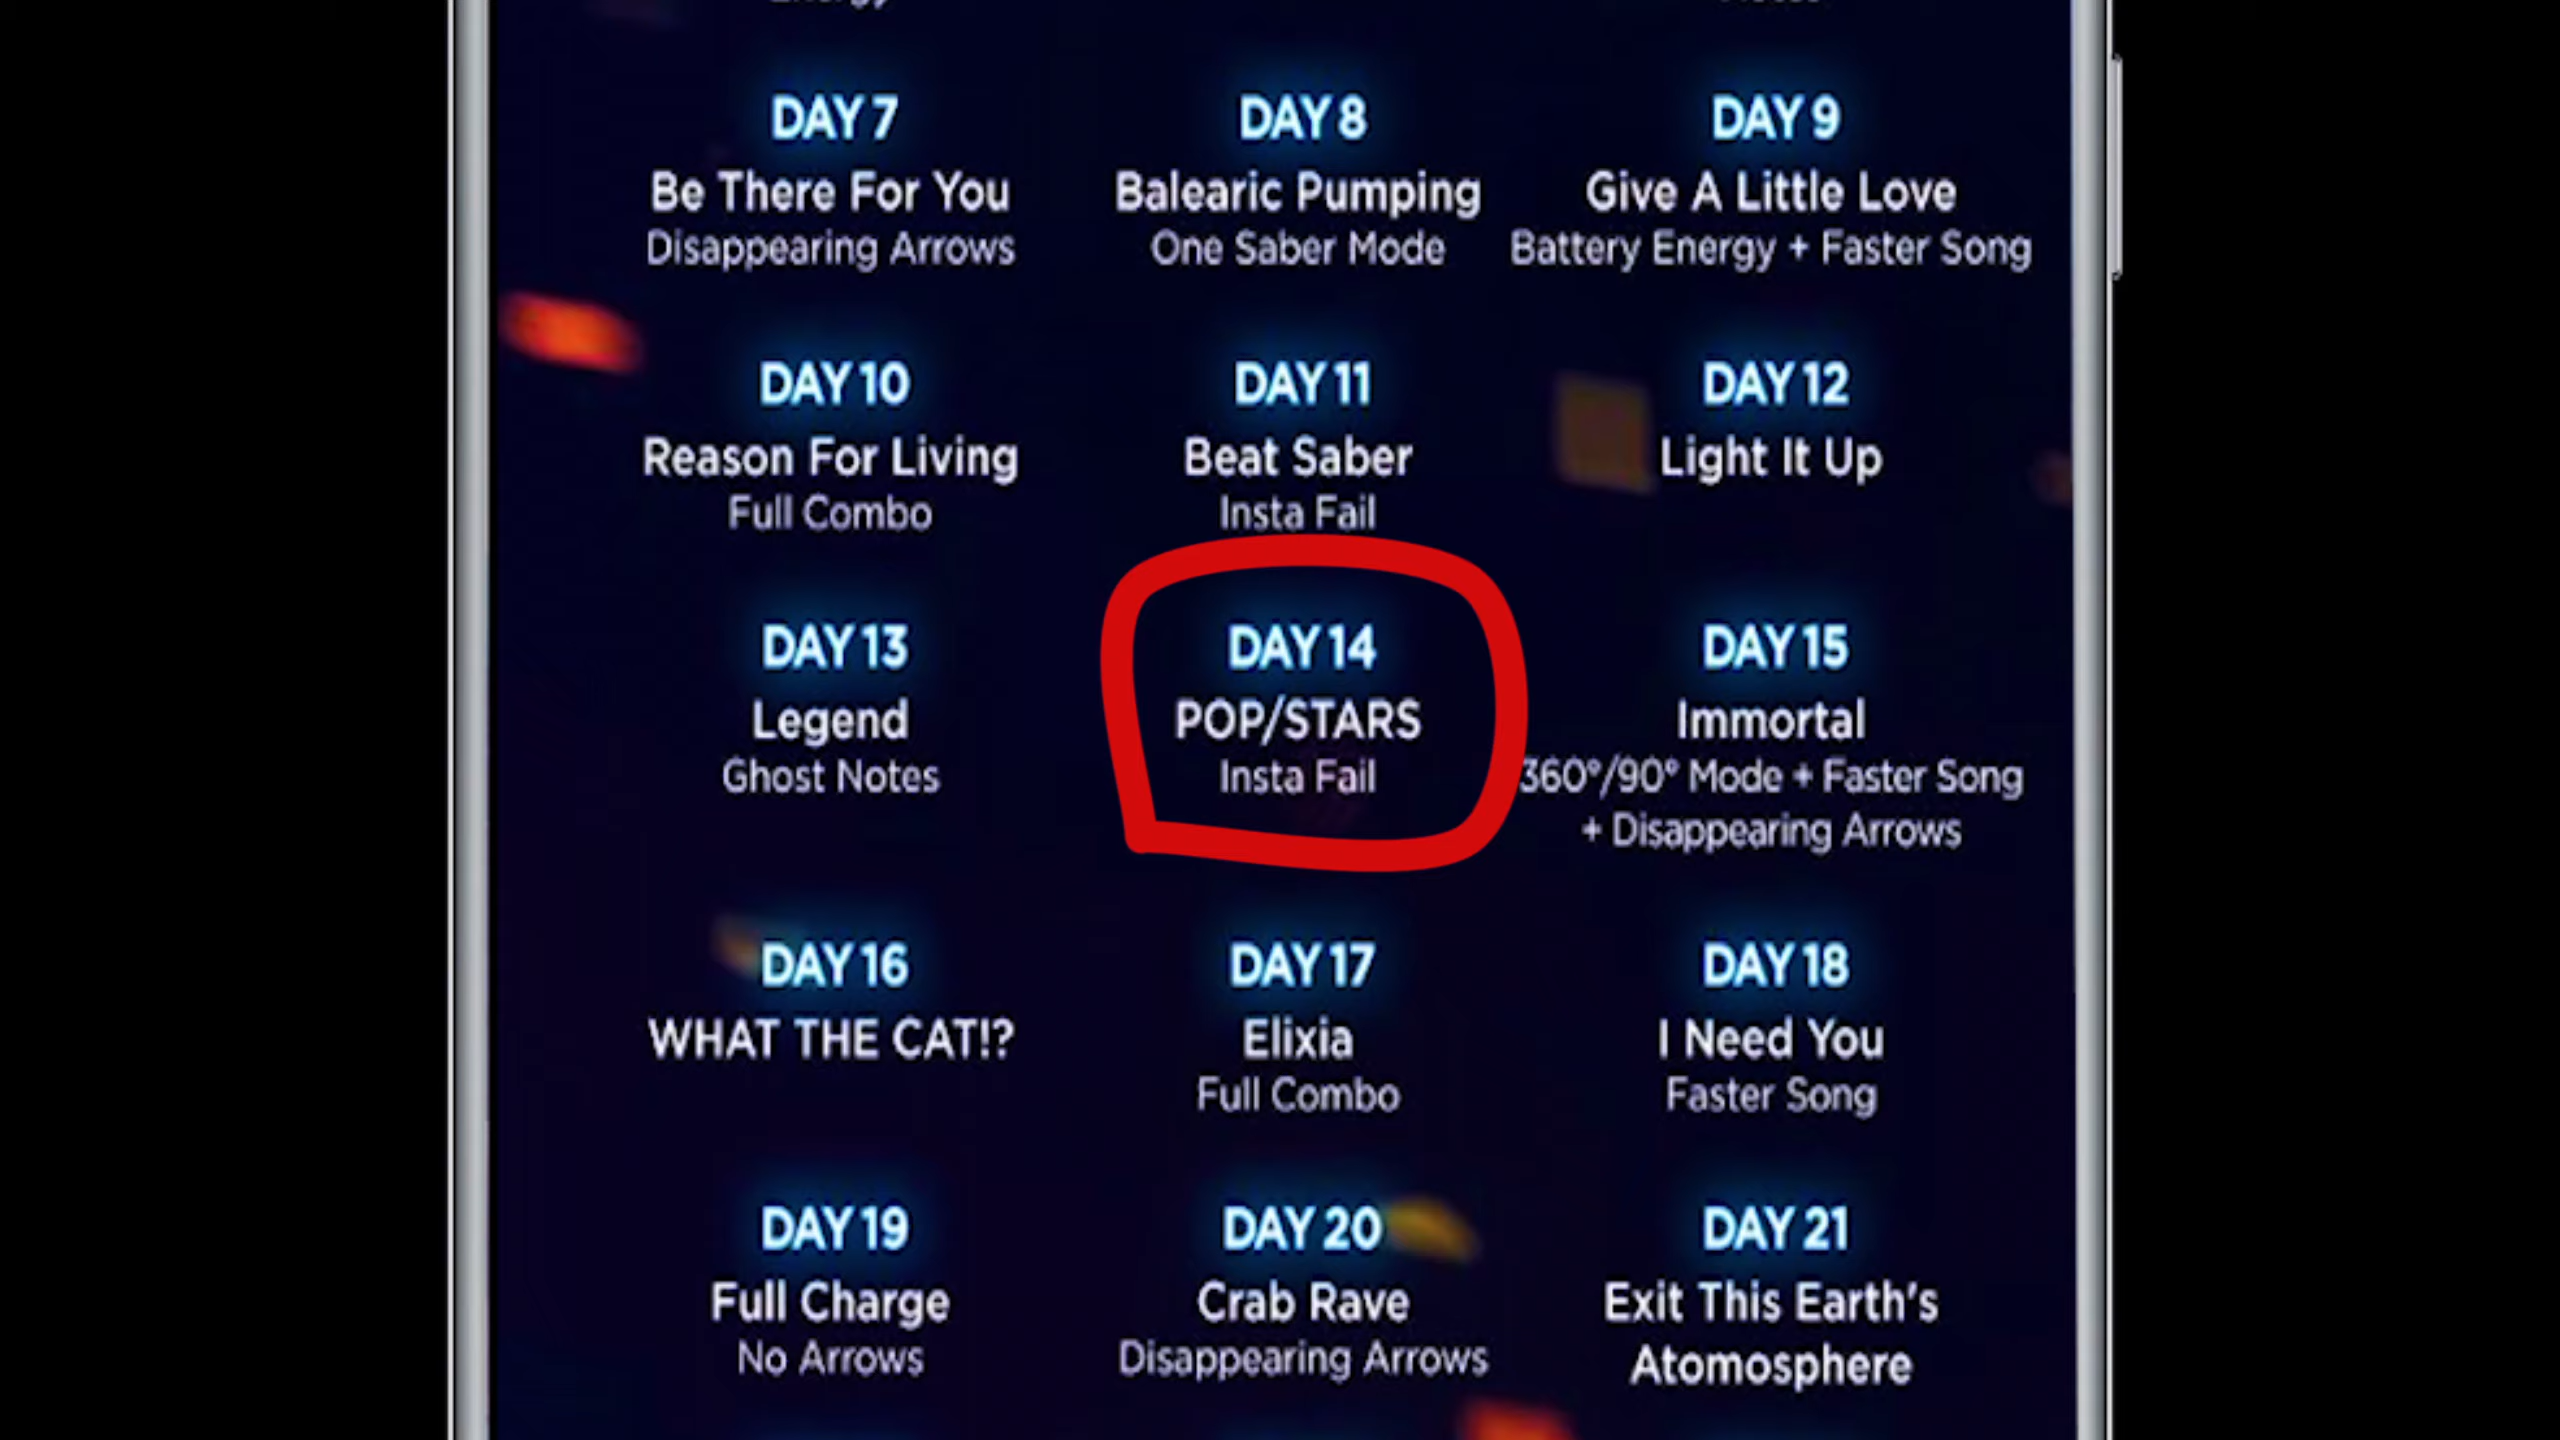 DAY 7
Be There For You
Disappearing Arrows
DAY 8
Balearic Pumping
One Saber Mode
DAY 9
Give A Little Love
Battery Energy + Faster Song
DAY 10
Reason For Living
Full Combo
DAY 11
Beat Saber
Insta Fail
DAY 12
Light It Up
DAY 13
Legend
Ghost Notes
DAY 14
POP/STARS
Insta Fail
DAY 15
Immortal
360°/90° Mode + Faster Song
+ Disappearing Arrows
DAY 16
WHAT THE CAT!?
DAY 17
Elixia
Full Combo
DAY 18
I Need You
Faster Song
DAY 19
Full Charge
No Arrows
DAY 20
Crab Rave
Disappearing Arrows
DAY 21
Exit This Earth's
Atomosphere